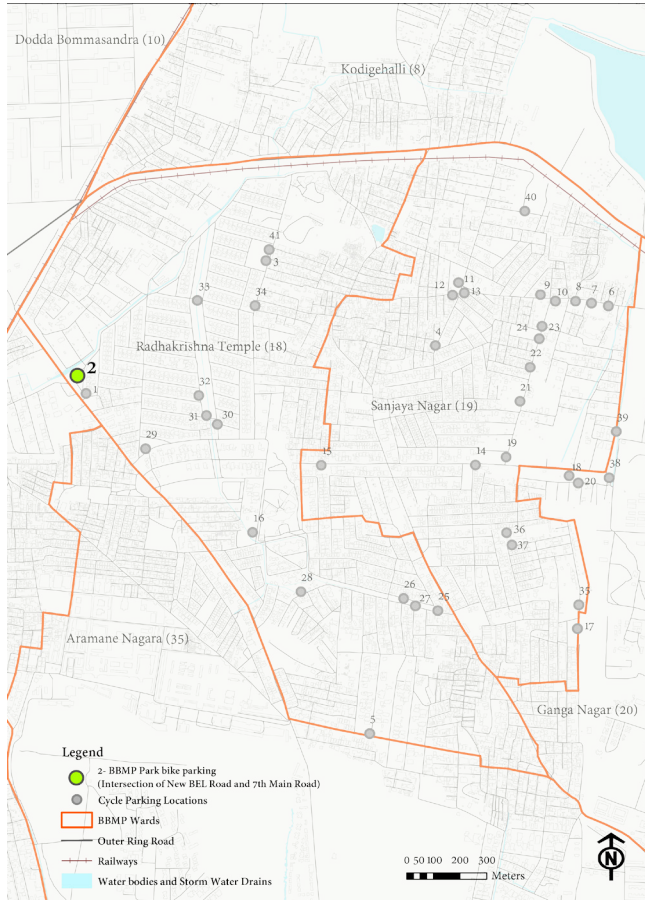 Dodda Bommasandra (10)
Kodigehalli (8)
40
41
3
11
12
13
9
10
8
7
6
33
34
24
23
4
Radhakrishna Temple (18)
22
2
1
32
21
Sanjaya Nagar (19)
31
30
39
29
15
14
19
18
20
38
16
36
37
28
26
27
25
35
17
Aramane Nagara (35)
Ganga Nagar (20)
5
Legend
2- BBMP Park bike parking
(Intersection of New BEL Road and 7th Main Road)
Cycle Parking Locations
BBMP Wards
Outer Ring Road
Railways
Water bodies and Storm Water Drains
0 50 100 200 300
Meters
N